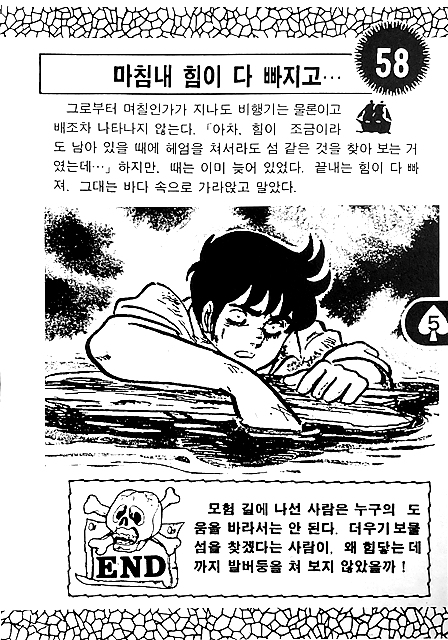 58
마침내 힘이 다 빠지고…
그로부터 며칠인가가 지나도 비행기는 물론이고
배조차 나타나지 않는다. 「아차, 힘이 조금이라
도 남아 있을 때에 헤엄을 쳐서라도 섬 같은 것을 찾아 보는 거
였는데…」 하지만, 때는 이미 늦어 있었다. 끝내는 힘이 다 빠
져, 그대는 바다 속으로 가라앉고 말았다.
5
모험 길에 나선 사람은 누구의 도
움을 바라서는 안 된다. 더우기 보물
섬을 찾겠다는 사람이, 왜 힘닿는 데
까지 발버둥을 쳐 보지 않았을까!
END